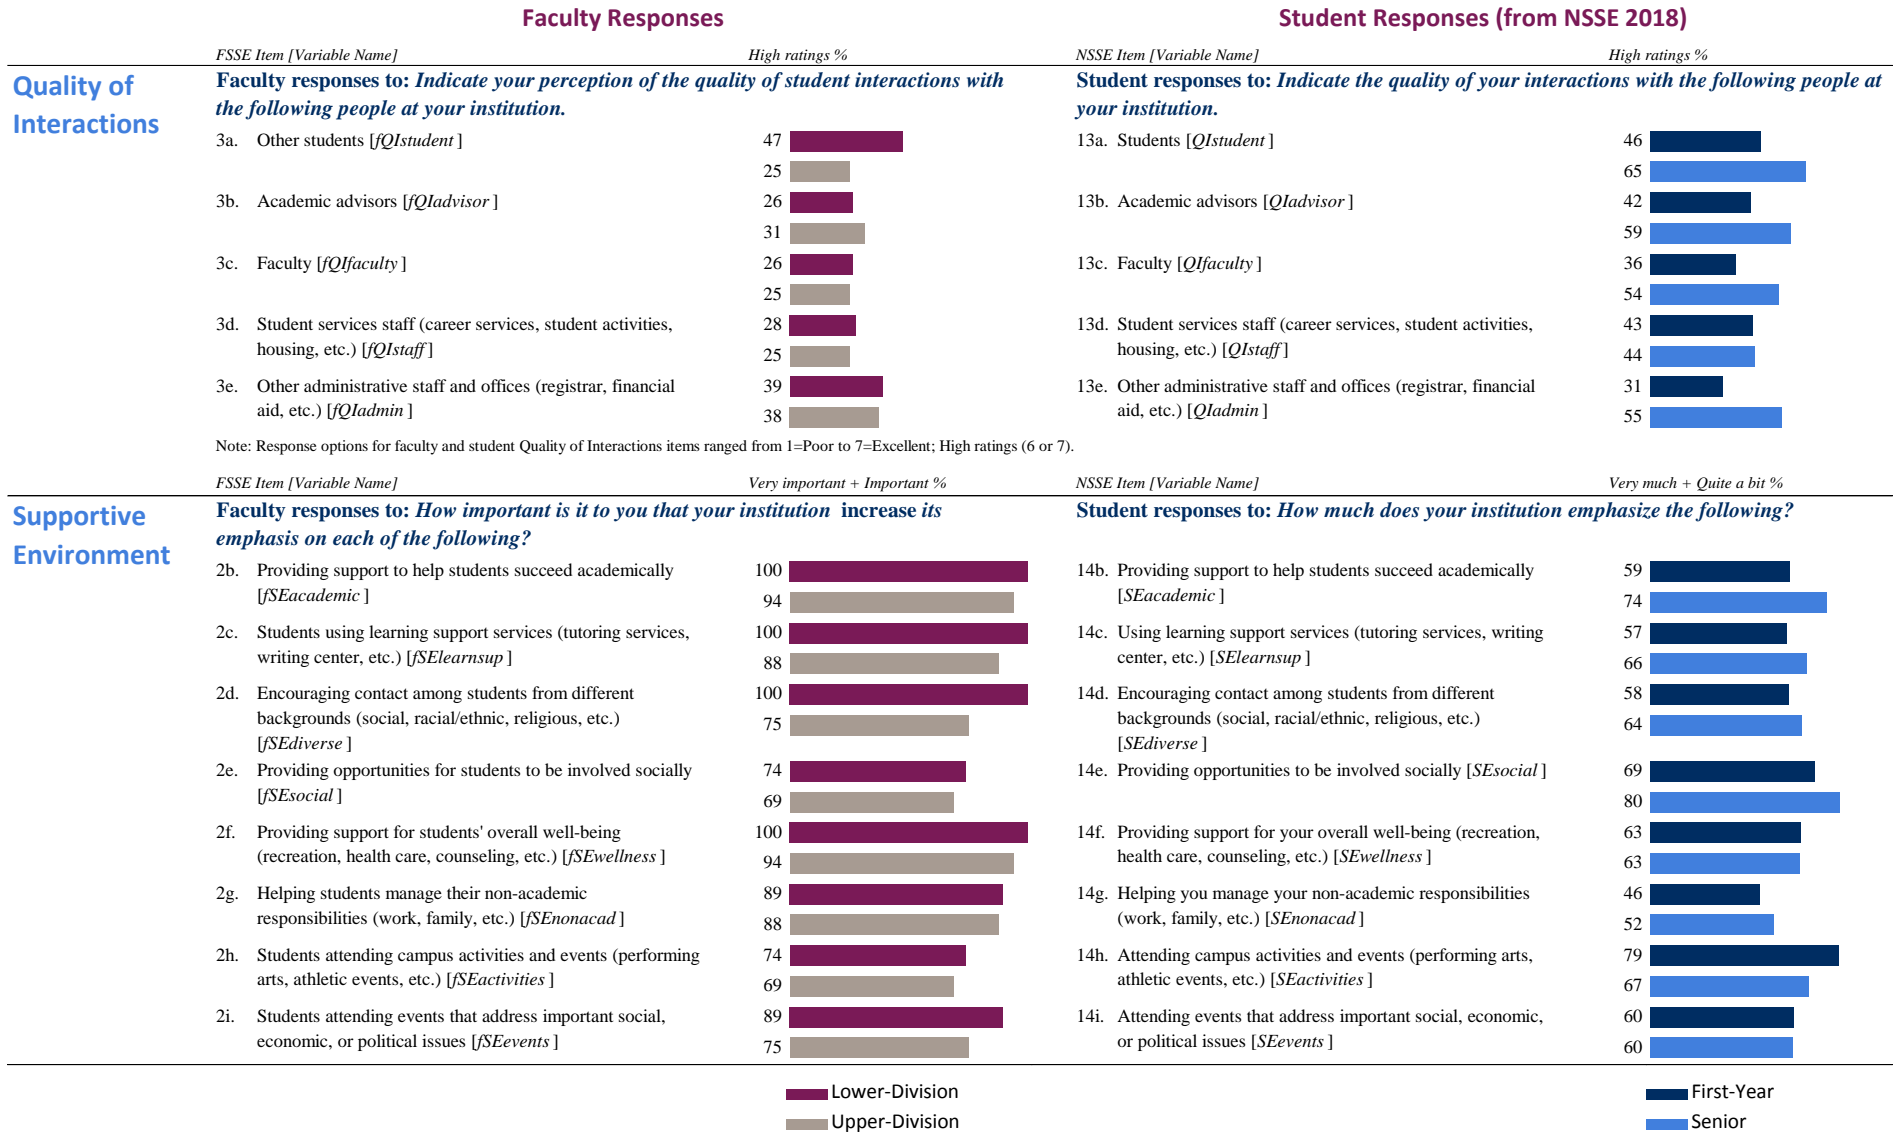 Faculty Responses
Student Responses (from NSSE 2018)
FSSE Item [Variable Name]
High ratings %
NSSE Item [Variable Name]
High ratings %
Quality of
Interactions
Faculty responses to: Indicate your perception of the quality of student interactions with
the following people at your institution.
Student responses to: Indicate the quality of your interactions with the following people at
your institution.
3a. Other students [fQIstudent ]
47
25
13a. Students [QIstudent ]
46
65
3b. Academic advisors [fQIadvisor ]
26
31
13b. Academic advisors [QIadvisor ]
42
59
3c. Faculty [fQIfaculty ]
26
25
13c. Faculty [QIfaculty ]
36
54
3d. Student services staff (career services, student activities,
housing, etc.) [fQIstaff ]
28
25
13d. Student services staff (career services, student activities,
housing, etc.) [QIstaff ]
43
44
3e. Other administrative staff and offices (registrar, financial
aid, etc.) [fQIadmin ]
39
38
13e. Other administrative staff and offices (registrar, financial
aid, etc.) [QIadmin ]
31
55
Note: Response options for faculty and student Quality of Interactions items ranged from 1=Poor to 7=Excellent; High ratings (6 or 7).
FSSE Item [Variable Name]
Very important + Important %
NSSE Item [Variable Name]
Very much + Quite a bit %
Supportive
Environment
Faculty responses to: How important is it to you that your institution increase its
emphasis on each of the following?
Student responses to: How much does your institution emphasize the following?
2b. Providing support to help students succeed academically
[fSEacademic ]
100
94
14b. Providing support to help students succeed academically
[SEacademic ]
59
74
2c. Students using learning support services (tutoring services,
writing center, etc.) [fSElearnsup ]
100
88
14c. Using learning support services (tutoring services, writing
center, etc.) [SElearnsup ]
57
66
2d. Encouraging contact among students from different
backgrounds (social, racial/ethnic, religious, etc.)
[fSEdiverse ]
100
75
14d. Encouraging contact among students from different
backgrounds (social, racial/ethnic, religious, etc.)
[SEdiverse ]
58
64
2e. Providing opportunities for students to be involved socially
[fSEsocial ]
74
69
14e. Providing opportunities to be involved socially [SEsocial ]
69
80
2f. Providing support for students' overall well-being
(recreation, health care, counseling, etc.) [fSEwellness ]
100
94
14f. Providing support for your overall well-being (recreation,
health care, counseling, etc.) [SEwellness ]
63
63
2g. Helping students manage their non-academic
responsibilities (work, family, etc.) [fSEnonacad ]
89
88
14g. Helping you manage your non-academic responsibilities
(work, family, etc.) [SEnonacad ]
46
52
2h. Students attending campus activities and events (performing
arts, athletic events, etc.) [fSEactivities ]
74
69
14h. Attending campus activities and events (performing arts,
athletic events, etc.) [SEactivities ]
79
67
2i. Students attending events that address important social,
economic, or political issues [fSEevents ]
89
75
14i. Attending events that address important social, economic,
or political issues [SEevents ]
60
60
Lower-Division
Upper-Division
First-Year
Senior